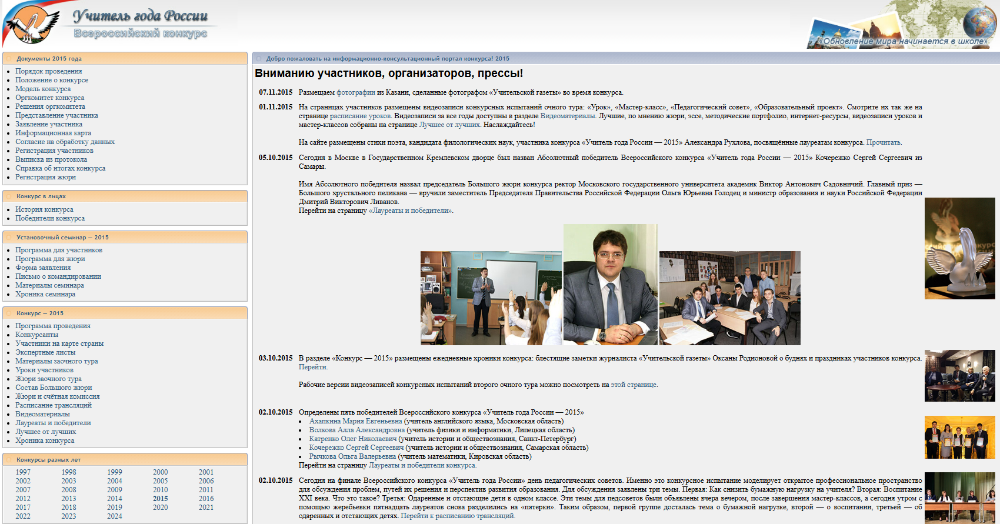 Учитель года России
Всероссийский конкурс
«Обновление мира начинается в школе».
Документы 2015 года
Порядок проведения
Положение о конкурсе
Модель конкурса
Оргкомитет конкурса
Решения оргкомитета
Представление участника
Заявление участника
Информационная карта
Согласие на обработку данных
Регистрация участников
Выписка из протокола
Справка об итогах конкурса
Регистрация жюри
Конкурс в лицах
История конкурса
Победители конкурса
Установочный семинар — 2015
Программа для участников
Программа для жюри
Форма заявления
Письмо о командировании
Материалы семинара
Хроника семинара
Конкурс — 2015
Программа проведения
Конкурсанты
Участники на карте страны
Экспертные листы
Материалы заочного тура
Уроки участников
Жюри заочного тура
Состав Большого жюри
Жюри и счётная комиссия
Расписание трансляций
Видеоматериалы
Лауреаты и победители
Лучшее от лучших
Хроника конкурса
Конкурсы разных лет
1997 1998 1999 2000 2001
2002 2003 2004 2005 2006
2007 2008 2009 2010 2011
2012 2013 2014 2015 2016
2017 2018 2019 2020 2021
2022 2023 2024
Добро пожаловать на информационно-консультационный портал конкурса! 2015
Вниманию участников, организаторов, прессы!
07.11.2015 Размещаем фотографии из Казани, сделанные фотографом «Учительской газеты» во время конкурса.
01.11.2015 На страницах участников размещены видеозаписи конкурсных испытаний очного тура: «Урок», «Мастер-класс», «Педагогический совет», «Образовательный проект». Смотрите их так же на
странице расписание уроков. Видеозаписи за все годы доступны в разделе Видеоматериалы. Лучшие, по мнению жюри, эссе, методические портфолио, интернет-ресурсы, видеозаписи уроков и
мастер-классов собраны на странице Лучшее от лучших. Наслаждайтесь!
На сайте размещены стихи поэта, кандидата филологических наук, участника конкурса «Учитель года России — 2015» Александра Рухлова, посвящённые лауреатам конкурса. Прочитать.
05.10.2015 Сегодня в Москве в Государственном Кремлевском дворце был назван Абсолютный победитель Всероссийского конкурса «Учитель года России — 2015» Кочережко Сергей Сергеевич из
Самары.
Имя Абсолютного победителя назвал председатель Большого жюри конкурса ректор Московского государственного университета академик Виктор Антонович Садовничий. Главный приз —
Большого хрустального пеликана — вручили заместитель Председателя Правительства Российской Федерации Ольга Юрьевна Голодец и министр образования и науки Российской Федерации
Дмитрий Викторович Ливанов.
Перейти на страницу «Лауреаты и победители».
03.10.2015 В разделе «Конкурс — 2015» размещены ежедневные хроники конкурса: блестящие заметки журналиста «Учительской газеты» Оксаны Родионовой о буднях и праздниках участников конкурса.
Перейти.
Рабочие версии видеозаписей конкурсных испытаний второго очного тура можно посмотреть на этой странице.
02.10.2015 Определены пять победителей Всероссийского конкурса «Учитель года России — 2015»
Ахапкина Мария Евгеньевна (учитель английского языка, Московская область)
Волкова Алла Александровна (учитель физики и информатики, Липецкая область)
Катренко Олег Николаевич (учитель истории и обществознания, Санкт-Петербург)
Кочережко Сергей Сергеевич (учитель истории и обществознания, Самарская область)
Рычкова Ольга Валерьевна (учитель математики, Кировская область)
Перейти на страницу Лауреаты и победители конкурса.
02.10.2015 Сегодня на финале Всероссийского конкурса «Учитель года России» день педагогических советов. Именно это конкурсное испытание моделирует открытое профессиональное пространство
для обсуждения проблем, путей их решения и перспектив развития образования. Для обсуждения заявлены три темы. Первая: Как снизить бумажную нагрузку на учителя? Вторая: Воспитание
XXI века. Что это такое? Третья: Одаренные и отстающие дети в одном классе. Эти темы для педсоветов были объявлены вчера вечером, после завершения мастер-классов, а сегодня утром с
помощью жеребьевки пятнадцать лауреатов снова разделились на «пятерки». Таким образом, первой группе досталась тема о бумажной нагрузке, второй — о воспитании, третьей — об
одаренных и отстающих детях. Перейти к расписанию трансляций.